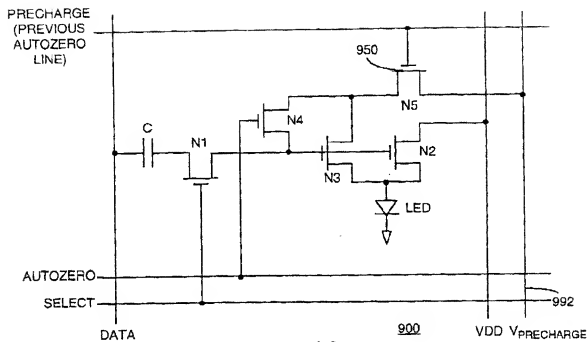 PRECHARGE
(PREVIOUS
AUTOZERO
LINE)
950
N5
N4
C
N1
N2
N3
LED
AUTOZERO
SELECT
900
992
DATA
VDD
VPRECHARGE